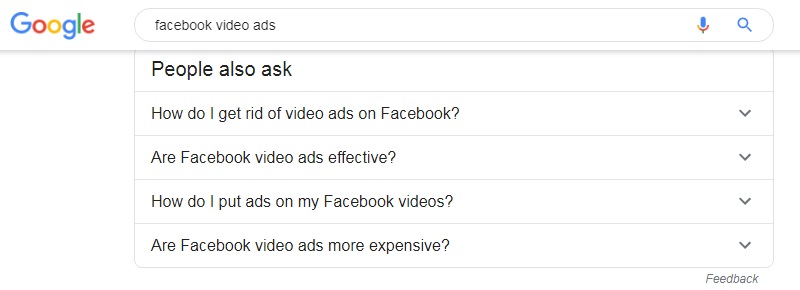 Google
facebook video ads
People also ask
How do I get rid of video ads on Facebook?
Are Facebook video ads effective?
How do I put ads on my Facebook videos?
Are Facebook video ads more expensive?
Feedback